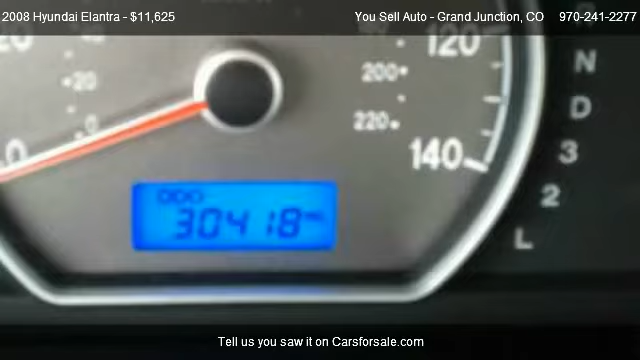 2008 Hyundai Elantra - $11,625 You Sell Auto - Grand Junction, CO 970-241-2277
120
N
200
20
D
220
0
3
140
0
ODO
2
30418
L
Tell us you saw it on Carsforsale.com